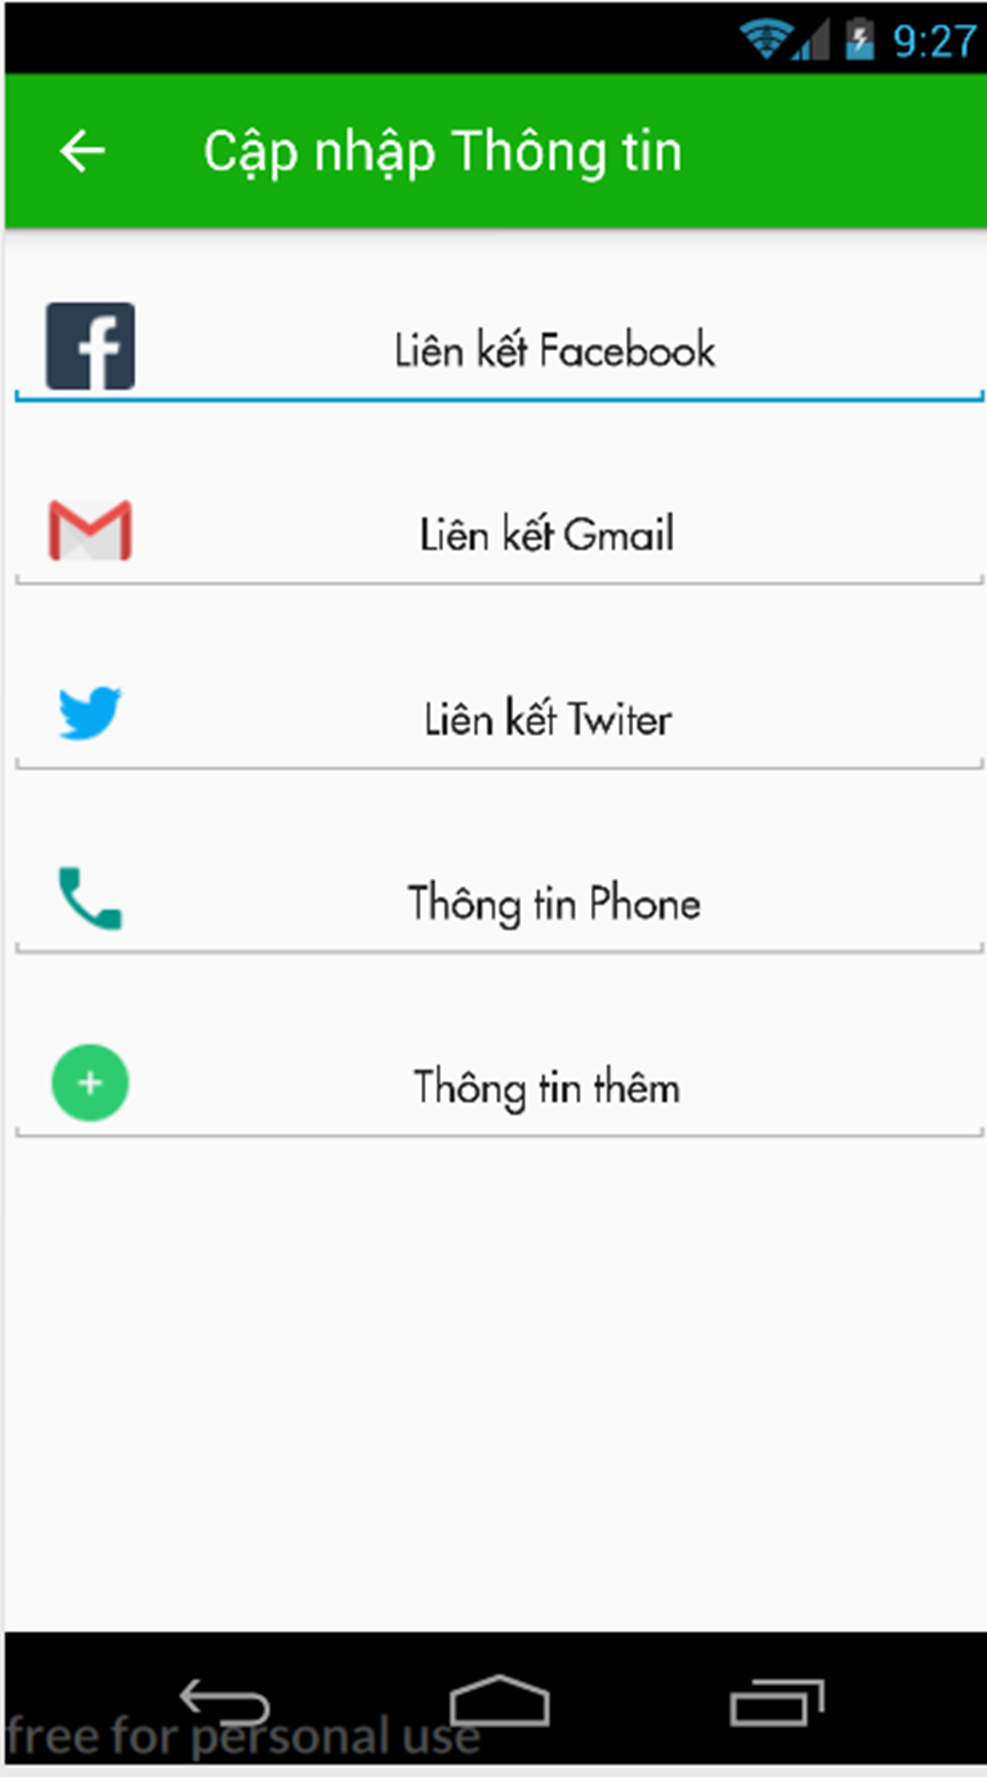 9:27
Cập nhập Thông tin
Liên kết Facebook
Liên kết Gmail
Liên kết Twiter
Thông tin Phone
Thông tin thêm
free for personal use